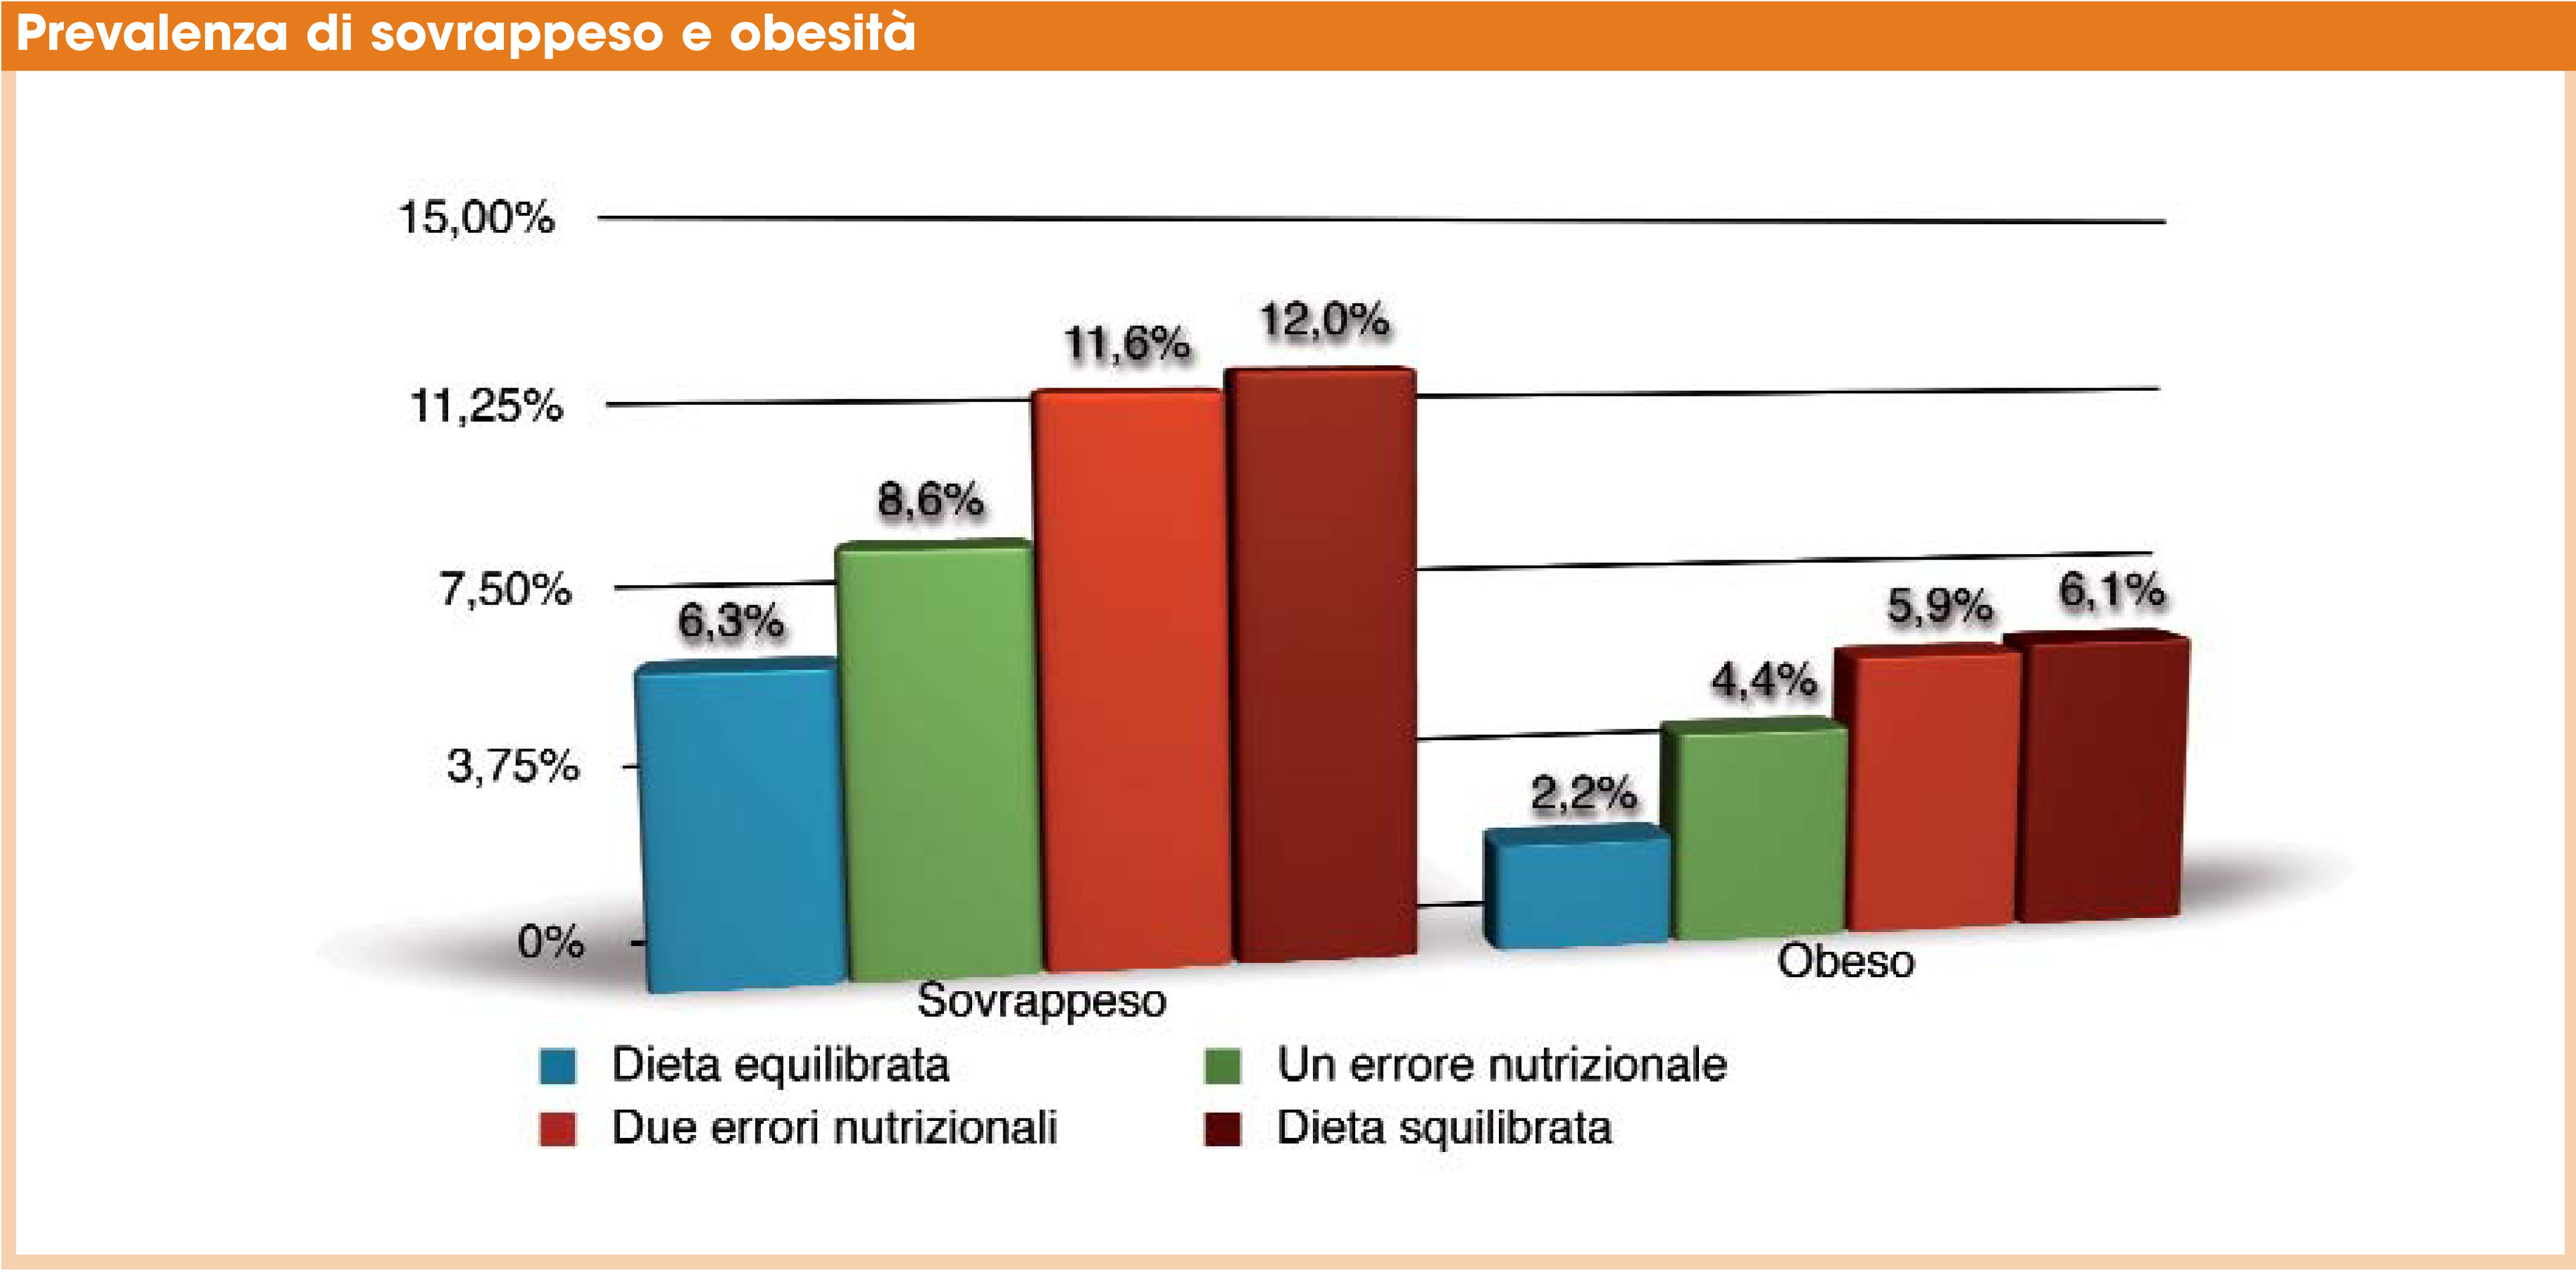 Prevalenza di sovrappeso e obesità
15,00%
11,25%
7,50%
3,75%
0%
6,3%
8,6%
11,6%
12,0%
2,2%
4,4%
5,9%
6,1%
Sovrappeso
Obeso
Dieta equilibrata
Un errore nutrizionale
Due errori nutrizionali
Dieta squilibrata